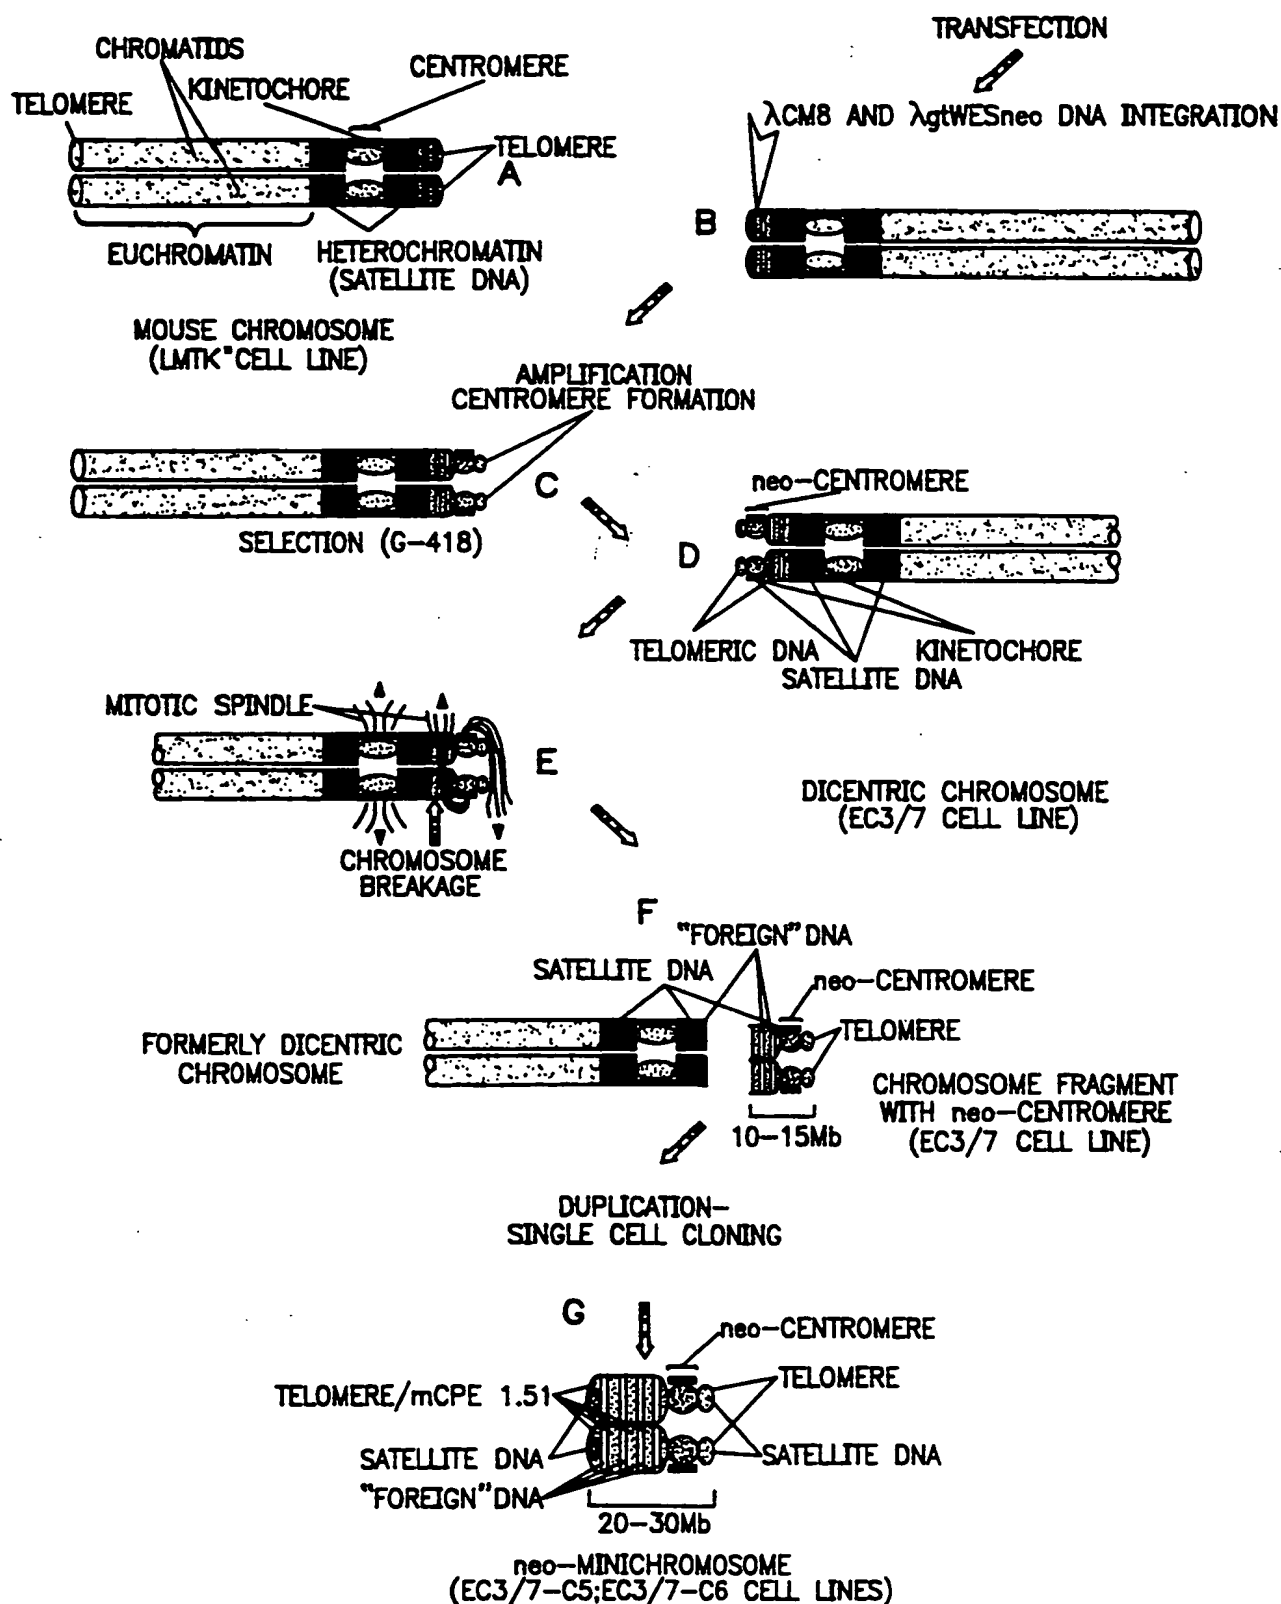 TRANSFECTION
λCM8 AND λgtWESneo DNA INTEGRATION
CHROMATIDS
CENTROMERE
KINETOCHORE
TELOMERE
TELOMERE
A
EUCHROMATIN
HETEROCHROMATIN
(SATELLITE DNA)
MOUSE CHROMOSOME
(LMTK⁻ CELL LINE)
B
AMPLIFICATION
CENTROMERE FORMATION
C
SELECTION (G-418)
neo-CENTROMERE
D
TELOMERIC DNA
KINETOCHORE
SATELLITE DNA
MITOTIC SPINDLE
E
CHROMOSOME
BREAKAGE
DICENTRIC CHROMOSOME
(EC3/7 CELL LINE)
F
"FOREIGN" DNA
SATELLITE DNA
neo-CENTROMERE
TELOMERE
FORMERLY DICENTRIC
CHROMOSOME
CHROMOSOME FRAGMENT
WITH neo-CENTROMERE
(EC3/7 CELL LINE)
10-15Mb
DUPLICATION-
SINGLE CELL CLONING
G
neo-CENTROMERE
TELOMERE/mCPE 1.51
TELOMERE
SATELLITE DNA
SATELLITE DNA
"FOREIGN" DNA
20-30Mb
neo-MINICHROMOSOME
(EC3/7-C5;EC3/7-C6 CELL LINES)